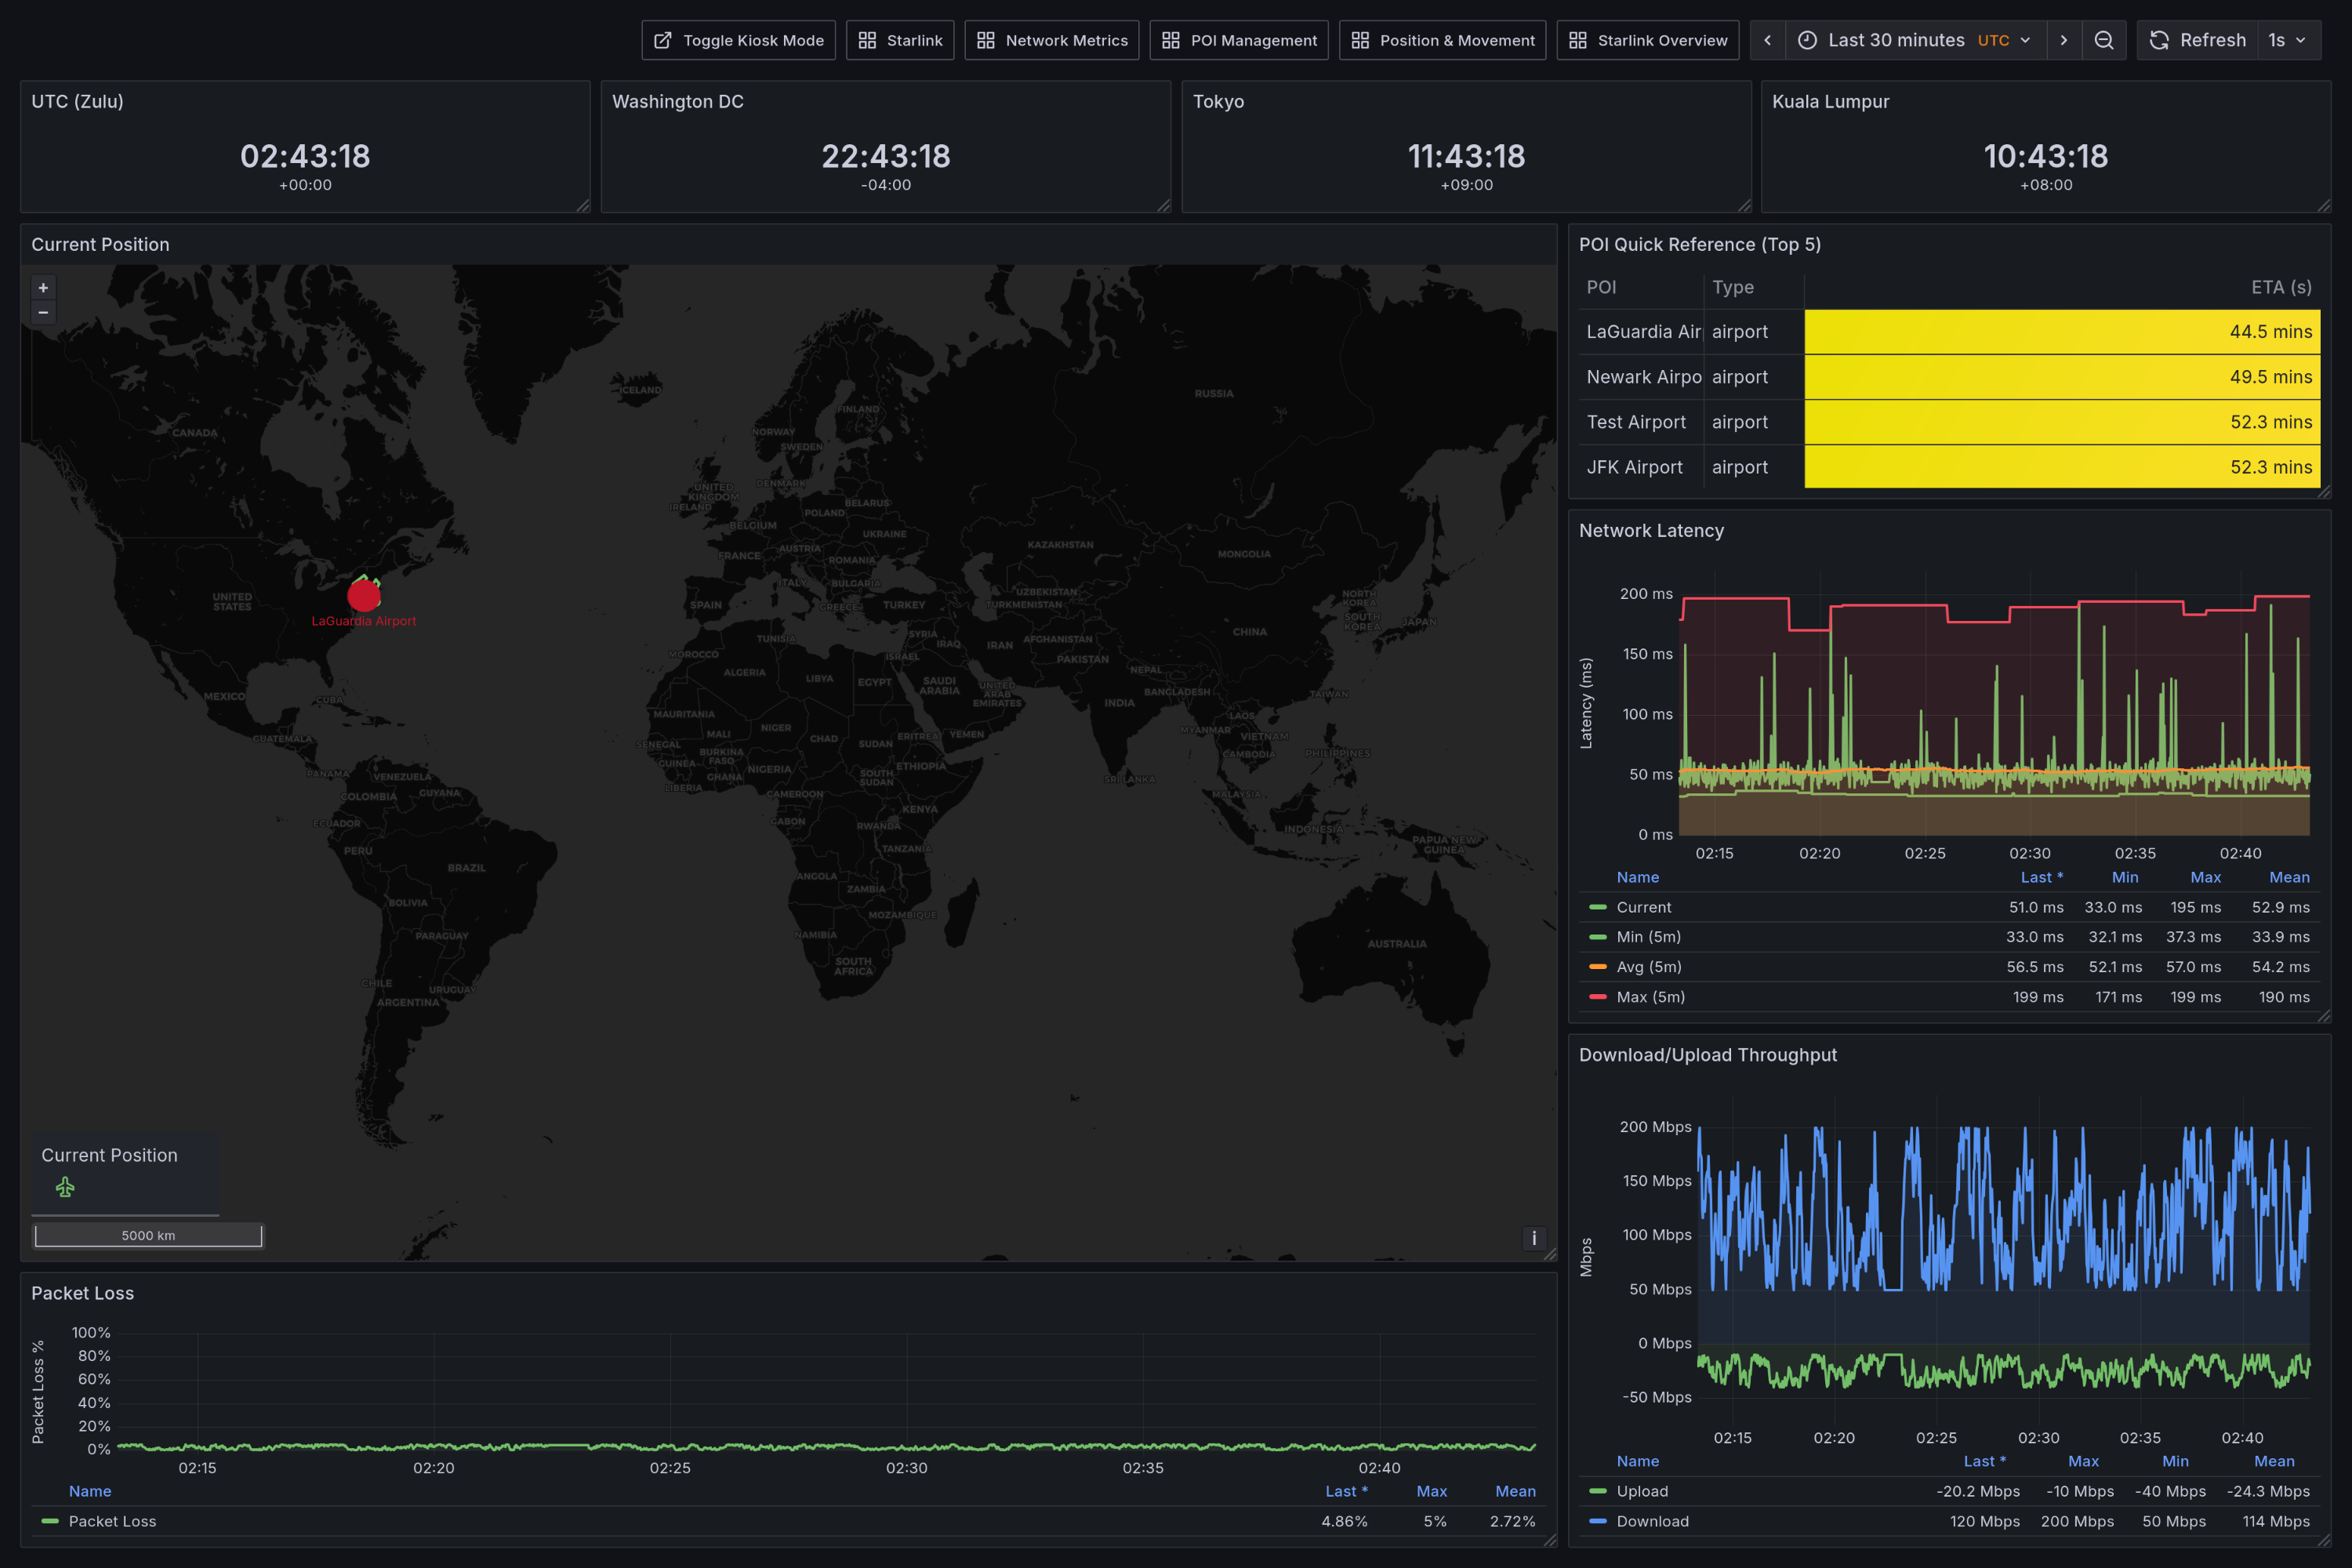 Toggle Kiosk Mode
Starlink
Network Metrics
POI Management
Position & Movement
Starlink Overview
Last 30 minutes UTC
Refresh
1s
UTC (Zulu)
02:43:18
+00:00
Washington DC
22:43:18
-04:00
Tokyo
11:43:18
+09:00
Kuala Lumpur
10:43:18
+08:00
Current Position
+
−
ICELAND
RUSSIA
FINLAND
CANADA
NORWAY
SWEDEN
DENMARK
UNITED
KINGDOM
IRELAND
BELARUS
POLAND
BELGIUM
UKRAINE
KAZAKHSTAN
AUSTRIA
FRANCE
MONGOLIA
ROMANIA
ITALY
BULGARIA
UZBEKISTAN
TURKMENISTAN
NORTH
KOREA
UNITED
STATES
SPAIN
GREECE
TURKEY
SOUTH
KOREA
JAPAN
LaGuardia Airport
CHINA
TUNISIA
SYRIA
IRAQ
IRAN
AFGHANISTAN
MOROCCO
ISRAEL
PAKISTAN
ALGERIA
LIBYA
EGYPT
SAUDI
ARABIA
UNITED
ARAB
EMIRATES
NEPAL
BANGLADESH
TAIWAN
MEXICO
CUBA
INDIA
MAURITANIA
LAOS
MALI
NIGER
CHAD
SUDAN
ERITREA
YEMEN
MYANMAR
VIETNAM
GUATEMALA
SENEGAL
BURKINA
FASO
CAMBODIA
PHILIPPINES
GUINEA
NIGERIA
ETHIOPIA
PANAMA
VENEZUELA
GHANA
SOUTH
SUDAN
SRI LANKA
LIBERIA
COLOMBIA
GUYANA
CAMEROON
MALAYSIA
KENYA
ECUADOR
GABON
RWANDA
INDONESIA
PERU
TANZANIA
PAPUA NEW
GUINEA
BRAZIL
ANGOLA
ZAMBIA
BOLIVIA
MOZAMBIQUE
PARAGUAY
NAMIBIA
AUSTRALIA
SOUTH
AFRICA
CHILE
URUGUAY
ARGENTINA
Current Position
5000 km
i
POI Quick Reference (Top 5)
POI Type ETA (s)
LaGuardia Air airport 44.5 mins
Newark Airpo airport 49.5 mins
Test Airport airport 52.3 mins
JFK Airport airport 52.3 mins
Network Latency
Latency (ms)
200 ms
150 ms
100 ms
50 ms
0 ms
02:15 02:20 02:25 02:30 02:35 02:40
Name Last * Min Max Mean
Current 51.0 ms 33.0 ms 195 ms 52.9 ms
Min (5m) 33.0 ms 32.1 ms 37.3 ms 33.9 ms
Avg (5m) 56.5 ms 52.1 ms 57.0 ms 54.2 ms
Max (5m) 199 ms 171 ms 199 ms 190 ms
Download/Upload Throughput
Mbps
200 Mbps
150 Mbps
100 Mbps
50 Mbps
0 Mbps
-50 Mbps
02:15 02:20 02:25 02:30 02:35 02:40
Name Last * Max Min Mean
Upload -20.2 Mbps -10 Mbps -40 Mbps -24.3 Mbps
Download 120 Mbps 200 Mbps 50 Mbps 114 Mbps
Packet Loss
Packet Loss %
100%
80%
60%
40%
20%
0%
02:15 02:20 02:25 02:30 02:35 02:40
Name Last * Max Mean
Packet Loss 4.86% 5% 2.72%